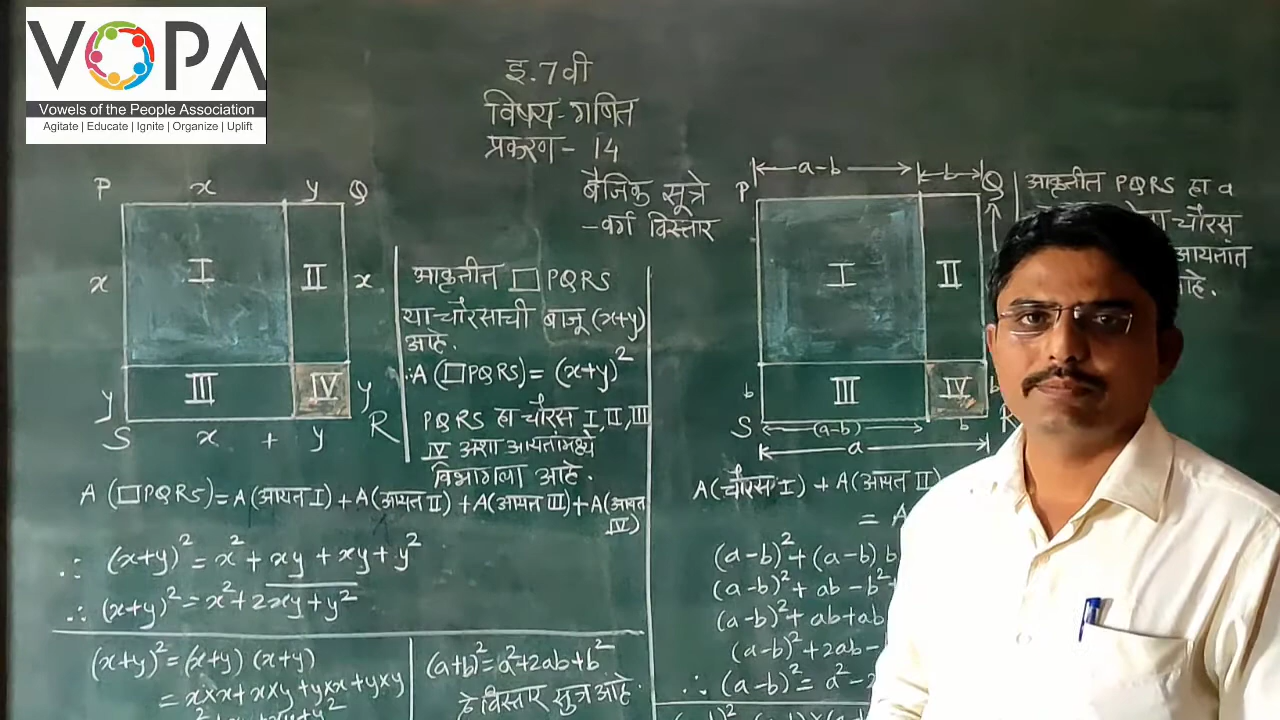 VOPA
Vowels of the People Association
Agitate | Educate | Ignite | Organize | Uplift
इ. 7 वी
विषय - गणित
प्रकरण - 14
बैजिक सूत्रे
- वर्ग विस्तार
P x y Q
x I II x
y III IV y
S x + y R
आकृतीत □ PQRS
या चौरसाची बाजू (x+y)
आहे.
∴A (□PQRS) = (x+y)²
PQRS हा चौरस I, II, III
IV अशा आयतांमध्ये
विभागला आहे.
A (□PQRS) = A (आयत I) + A (आयत II) + A (आयत III) + A (आयत IV)
∴ (x+y)² = x² + xy + xy + y²
∴ (x+y)² = x² + 2xy + y²
(x+y)² = (x+y) (x+y)
= x×x + x×y + y×x + y×y
(a+b)² = a² + 2ab + b²
हे विस्तार सूत्र आहे.
a-b b
P Q
I II
b III IV b
S (a-b) b R
a
आकृतीत PQRS हा a
चौरस
आयतांत
आहे.
A (चौरस I) + A (आयत II)
= A
(a-b)² + (a-b) b
(a-b)² + ab - b²
(a-b)² + ab + ab
(a-b)² + 2ab -
∴ (a-b)² = a² - 2